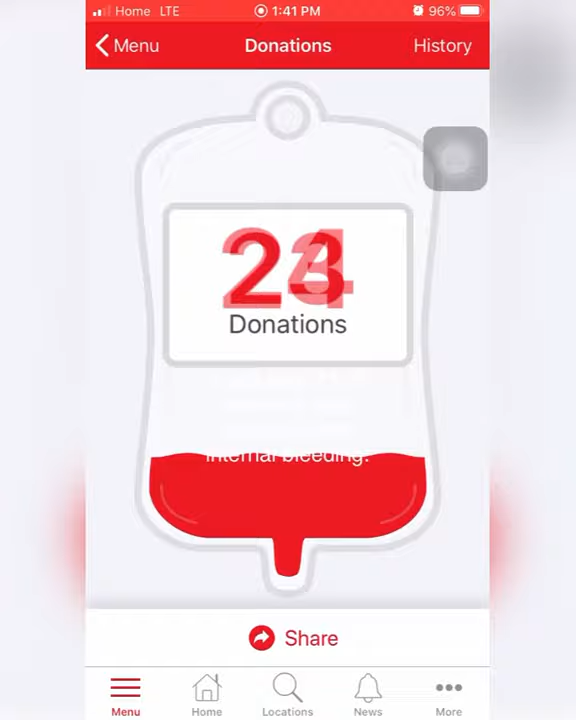 Home LTE 1:41 PM 96%
Menu Donations History
Donations
internal bleeding.
Share
Menu Home Locations News More